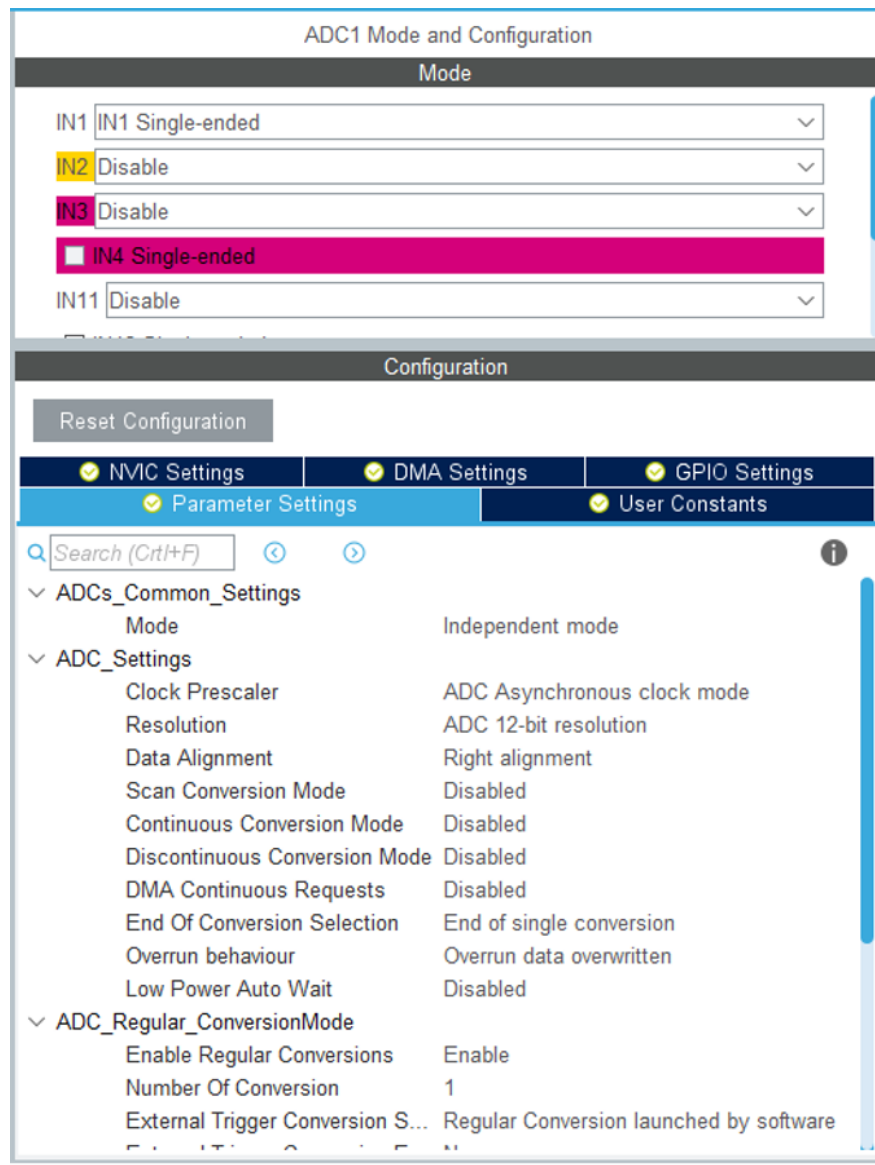 ADC1 Mode and Configuration
Mode
IN1 IN1 Single-ended
IN2 Disable
IN3 Disable
IN4 Single-ended
IN11 Disable
Configuration
Reset Configuration
NVIC Settings DMA Settings GPIO Settings
Parameter Settings User Constants
Search (Crtl+F)
ADCs_Common_Settings
Mode Independent mode
ADC_Settings
Clock Prescaler ADC Asynchronous clock mode
Resolution ADC 12-bit resolution
Data Alignment Right alignment
Scan Conversion Mode Disabled
Continuous Conversion Mode Disabled
Discontinuous Conversion Mode Disabled
DMA Continuous Requests Disabled
End Of Conversion Selection End of single conversion
Overrun behaviour Overrun data overwritten
Low Power Auto Wait Disabled
ADC_Regular_ConversionMode
Enable Regular Conversions Enable
Number Of Conversion 1
External Trigger Conversion S... Regular Conversion launched by software